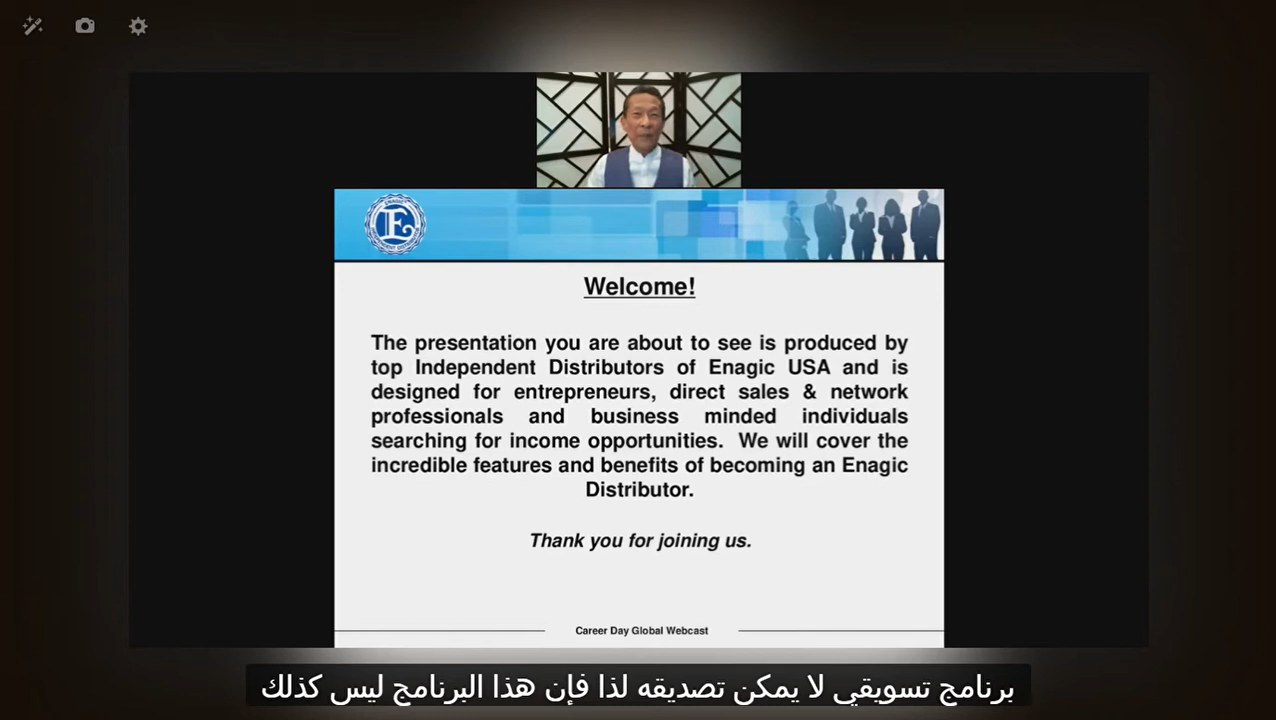 ENAGIC
E
Welcome!
The presentation you are about to see is produced by
top Independent Distributors of Enagic USA and is
designed for entrepreneurs, direct sales & network
professionals and business minded individuals
searching for income opportunities. We will cover the
incredible features and benefits of becoming an Enagic
Distributor.
Thank you for joining us.
Career Day Global Webcast
برنامج تسويقي لا يمكن تصديقه لذا فإن هذا البرنامج ليس كذلك